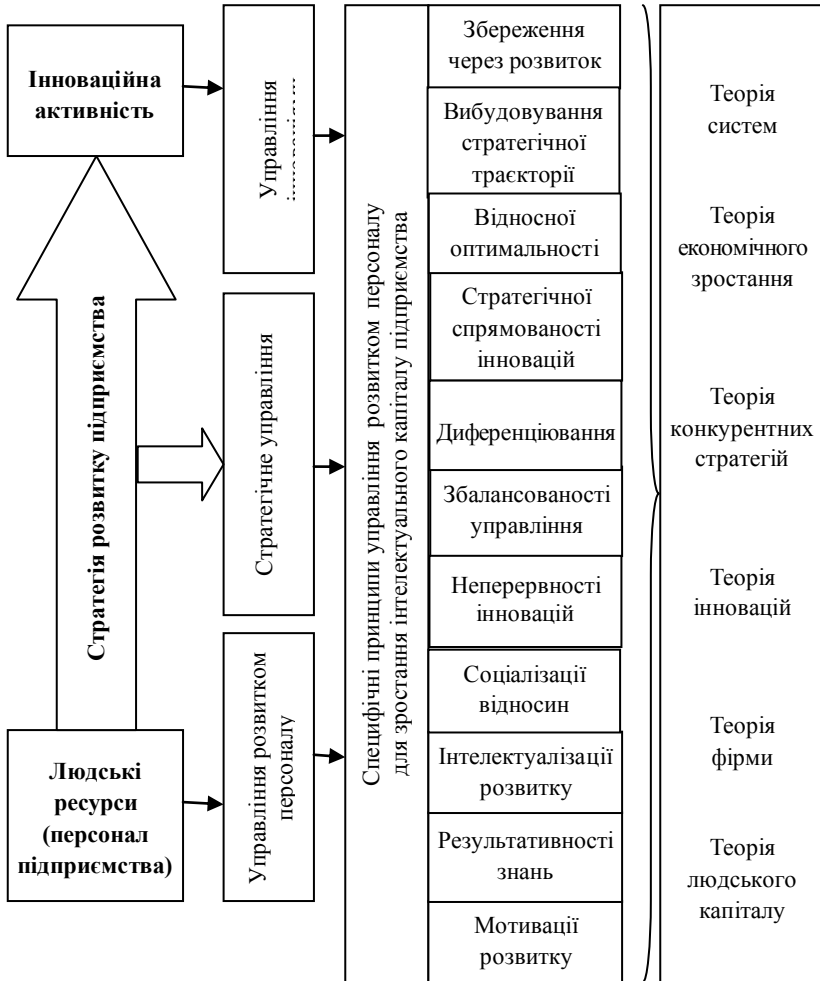 Інноваційна
активність
Стратегія розвитку підприємства
Людські
ресурси
(персонал
підприємства)
Управління
Стратегічне управління
Управління розвитком
персоналу
Специфічні принципи управління розвитком персоналу
для зростання інтелектуального капіталу підприємства
Збереження
через розвиток
Вибудовування
стратегічної
траєкторії
Відносної
оптимальності
Стратегічної
спрямованості
інновацій
Диференціювання
Збалансованості
управління
Неперервності
інновацій
Соціалізації
відносин
Інтелектуалізації
розвитку
Результативності
знань
Мотивації
розвитку
Теорія
систем
Теорія
економічного
зростання
Теорія
конкурентних
стратегій
Теорія
інновацій
Теорія
фірми
Теорія
людського
капіталу